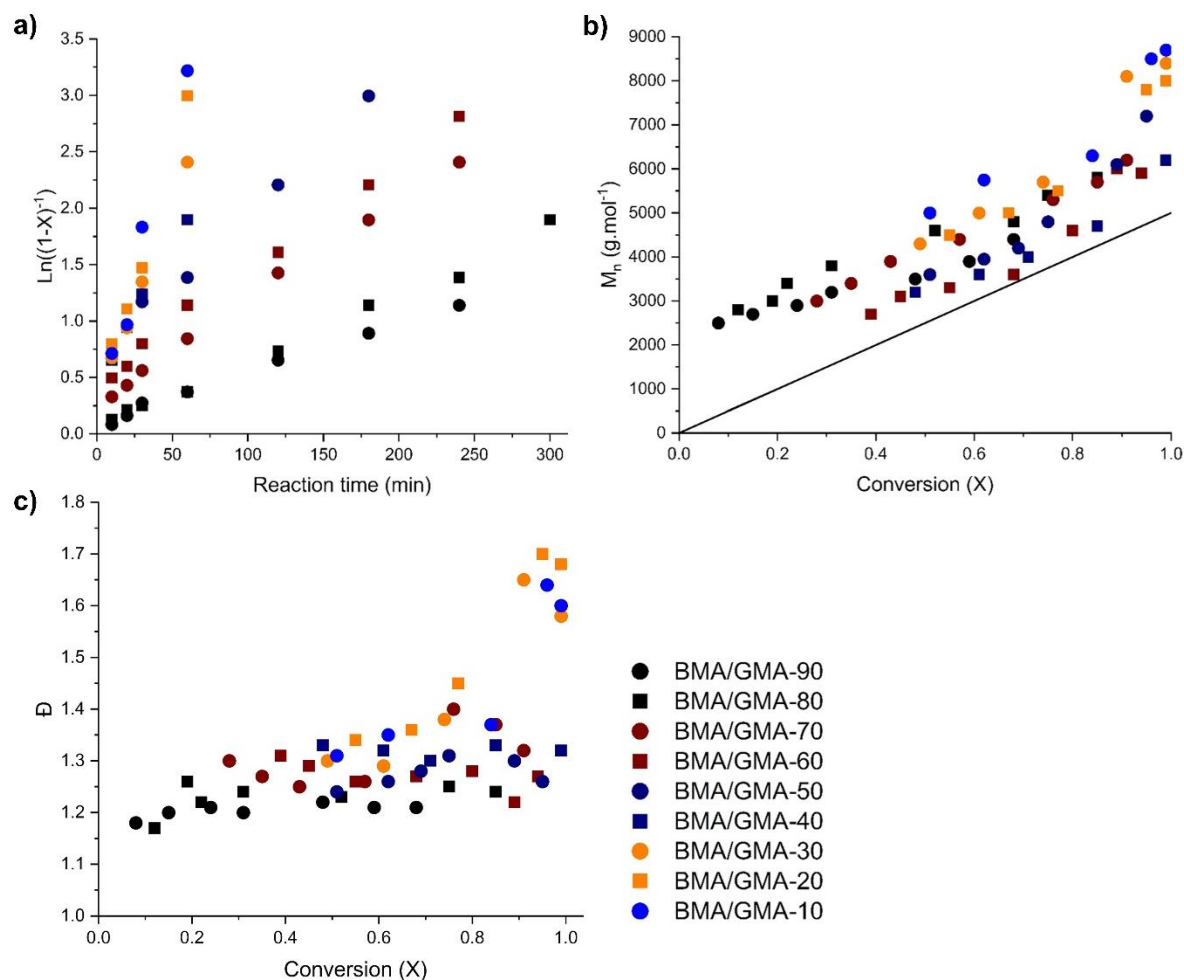 a)
3.5
3.0
2.5
2.0
1.5
1.0
0.5
0.0
Ln((1-X)⁻¹)
0 50 100 150 200 250 300
Reaction time (min)
b)
9000
8000
7000
6000
5000
4000
3000
2000
1000
0
Mₙ (g.mol⁻¹)
0.0 0.2 0.4 0.6 0.8 1.0
Conversion (X)
c)
1.8
1.7
1.6
1.5
1.4
1.3
1.2
1.1
1.0
Đ
0.0 0.2 0.4 0.6 0.8 1.0
Conversion (X)
BMA/GMA-90
BMA/GMA-80
BMA/GMA-70
BMA/GMA-60
BMA/GMA-50
BMA/GMA-40
BMA/GMA-30
BMA/GMA-20
BMA/GMA-10